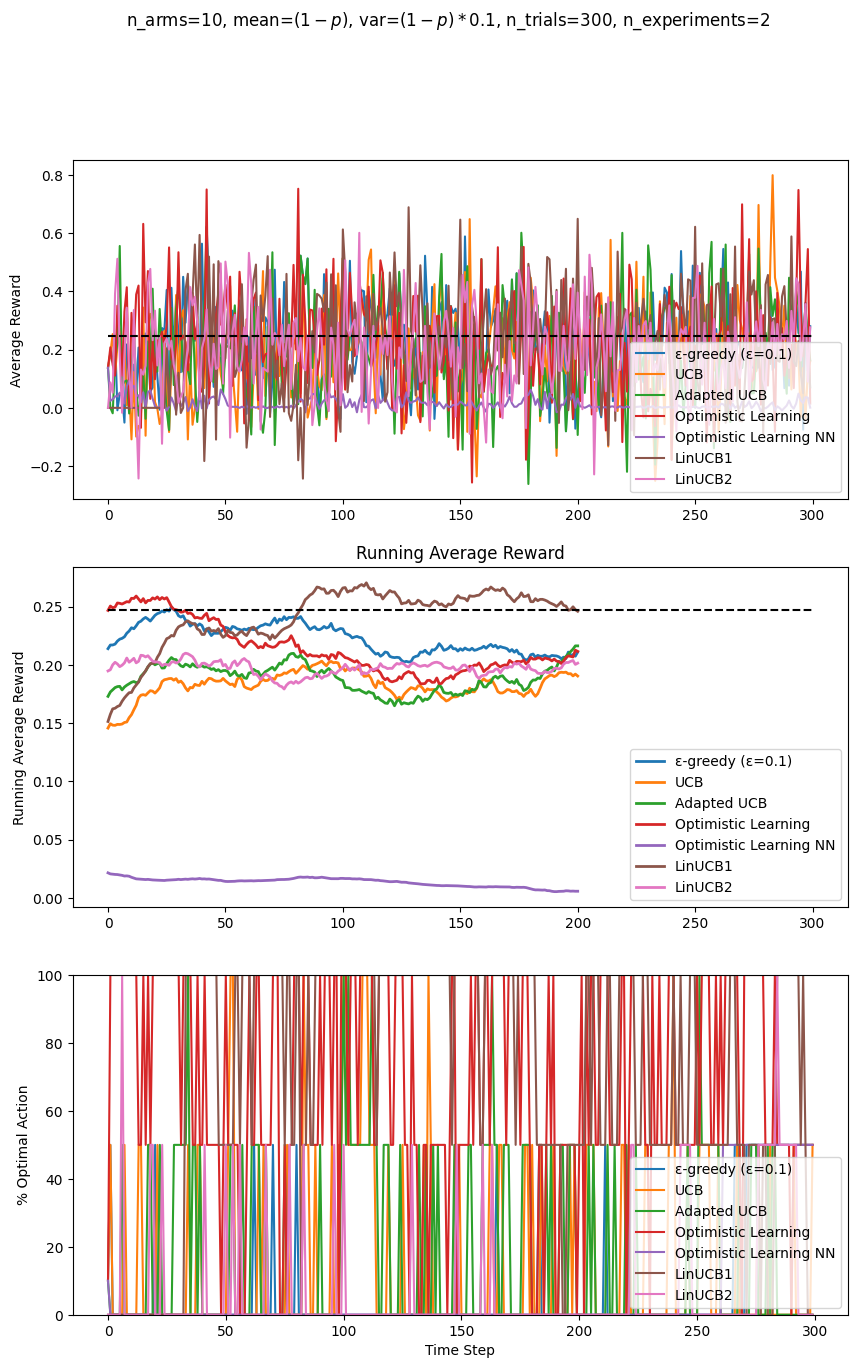 n_arms=10, mean=(1 − p), var=(1 − p) * 0.1, n_trials=300, n_experiments=2
Average Reward
0.8
0.6
0.4
0.2
0.0
−0.2
0
50
100
150
200
250
300
ε-greedy (ε=0.1)
UCB
Adapted UCB
Optimistic Learning
Optimistic Learning NN
LinUCB1
LinUCB2
Running Average Reward
Running Average Reward
0.25
0.20
0.15
0.10
0.05
0.00
0
50
100
150
200
250
300
ε-greedy (ε=0.1)
UCB
Adapted UCB
Optimistic Learning
Optimistic Learning NN
LinUCB1
LinUCB2
% Optimal Action
100
80
60
40
20
0
0
50
100
150
200
250
300
ε-greedy (ε=0.1)
UCB
Adapted UCB
Optimistic Learning
Optimistic Learning NN
LinUCB1
LinUCB2
Time Step